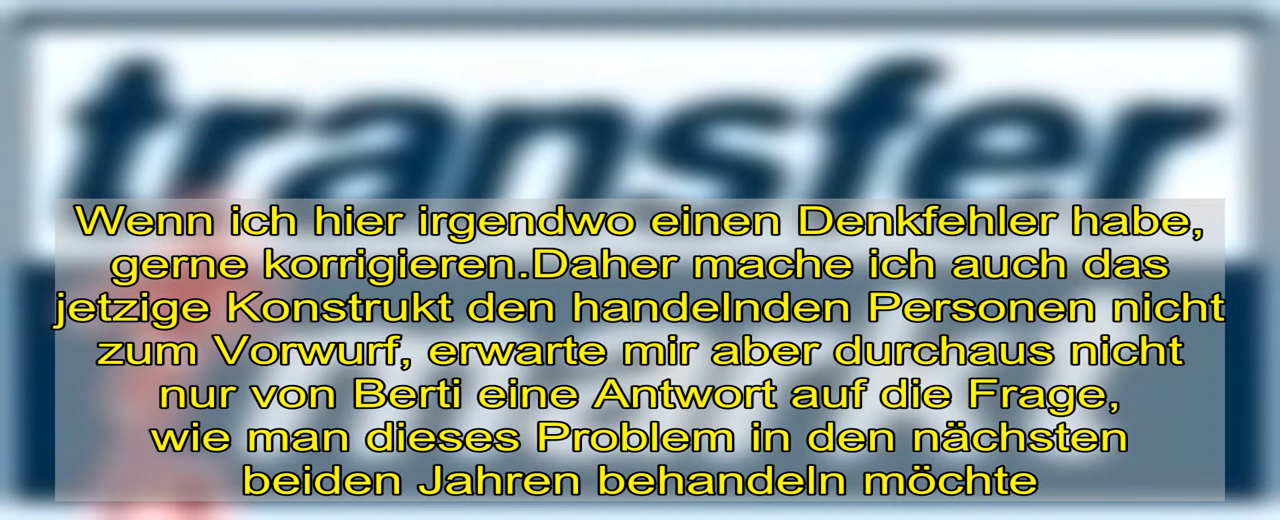 transfer
Wenn ich hier irgendwo einen Denkfehler habe,
gerne korrigieren.Daher mache ich auch das
jetzige Konstrukt den handelnden Personen nicht
zum Vorwurf, erwarte mir aber durchaus nicht
nur von Berti eine Antwort auf die Frage,
wie man dieses Problem in den nächsten
beiden Jahren behandeln möchte